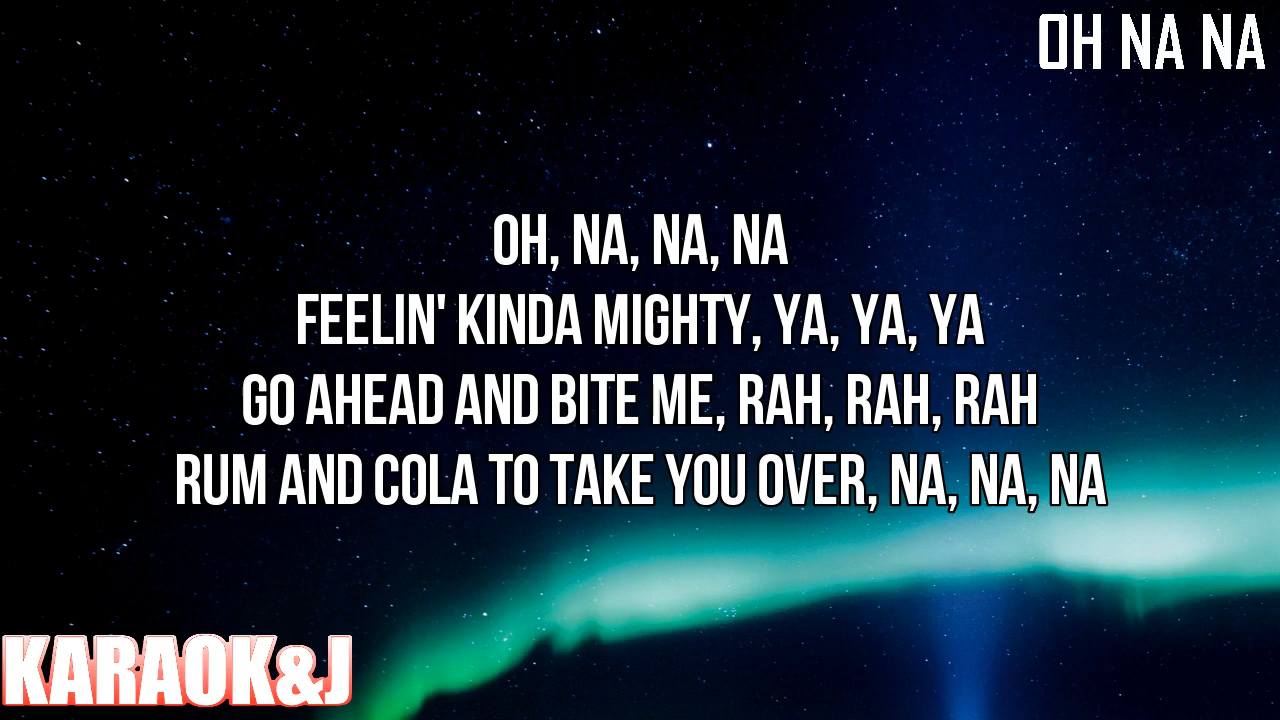 OH NA NA
OH, NA, NA, NA
FEELIN' KINDA MIGHTY, YA, YA, YA
GO AHEAD AND BITE ME, RAH, RAH, RAH
RUM AND COLA TO TAKE YOU OVER, NA, NA, NA
KARAOK&J